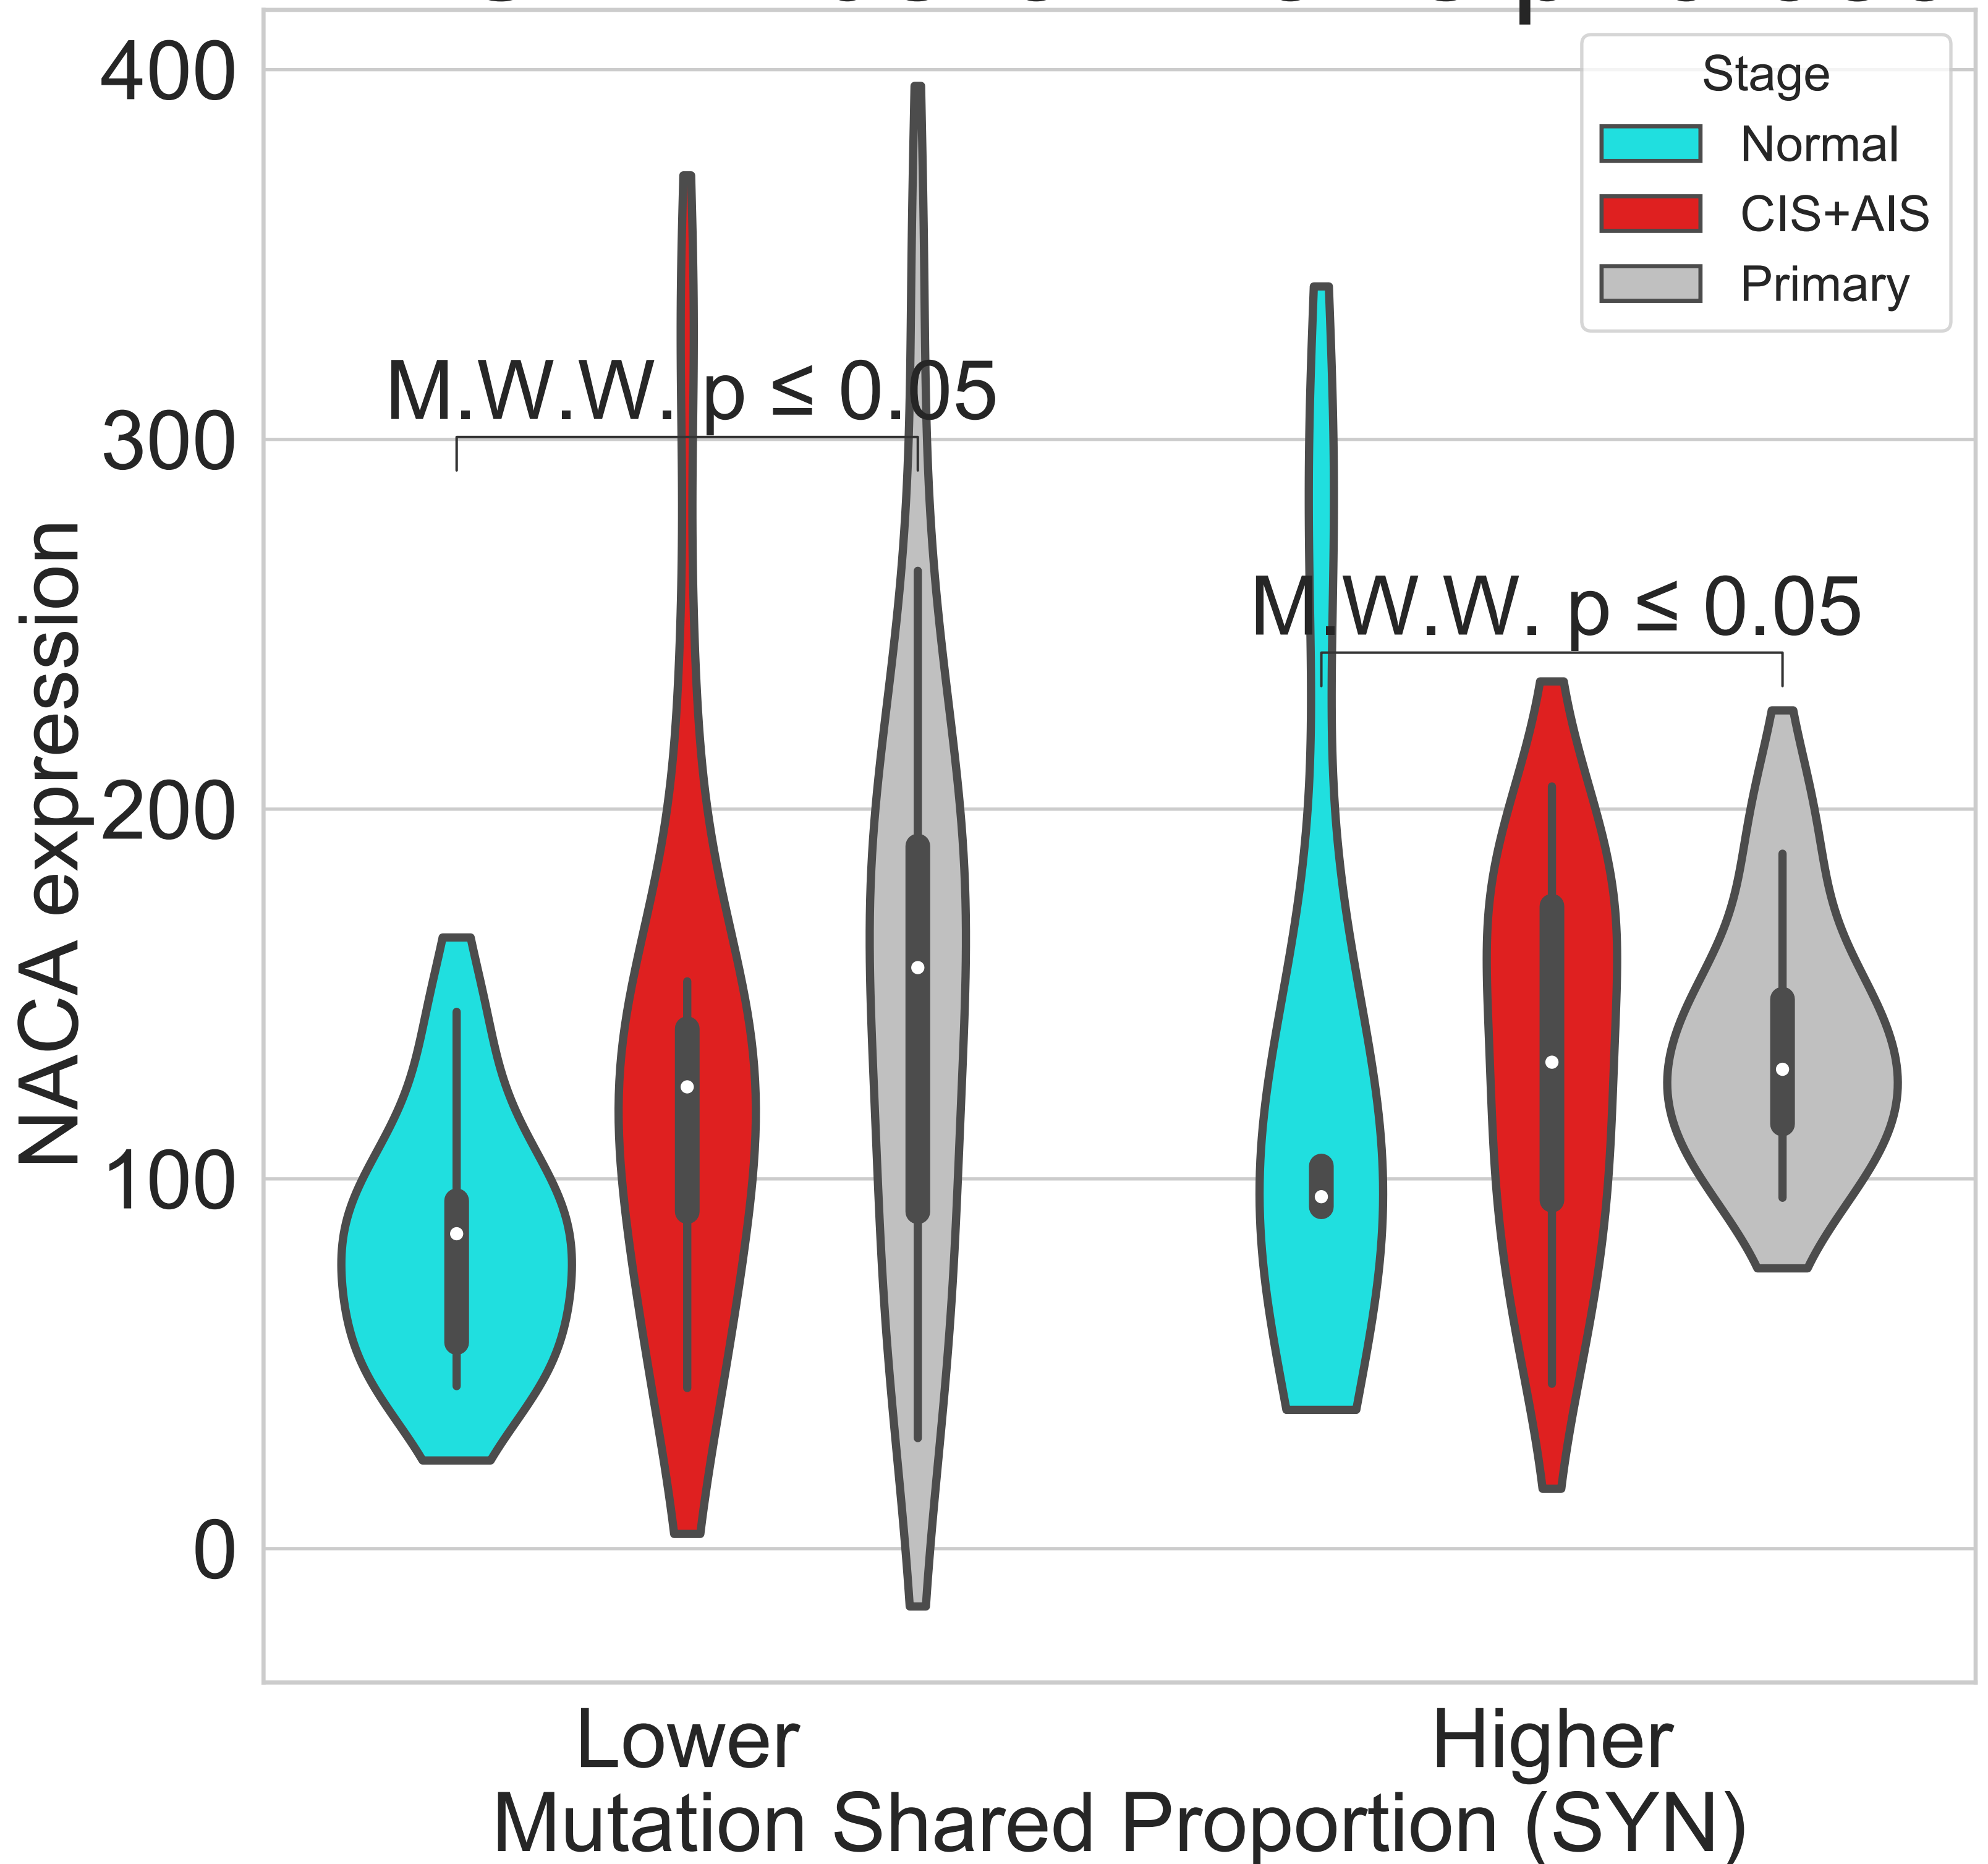 400
300
200
100
0
NACA expression
Stage
Normal
CIS+AIS
Primary
M.W.W. p ≤ 0.05
M.W.W. p ≤ 0.05
Lower
Higher
Mutation Shared Proportion (SYN)